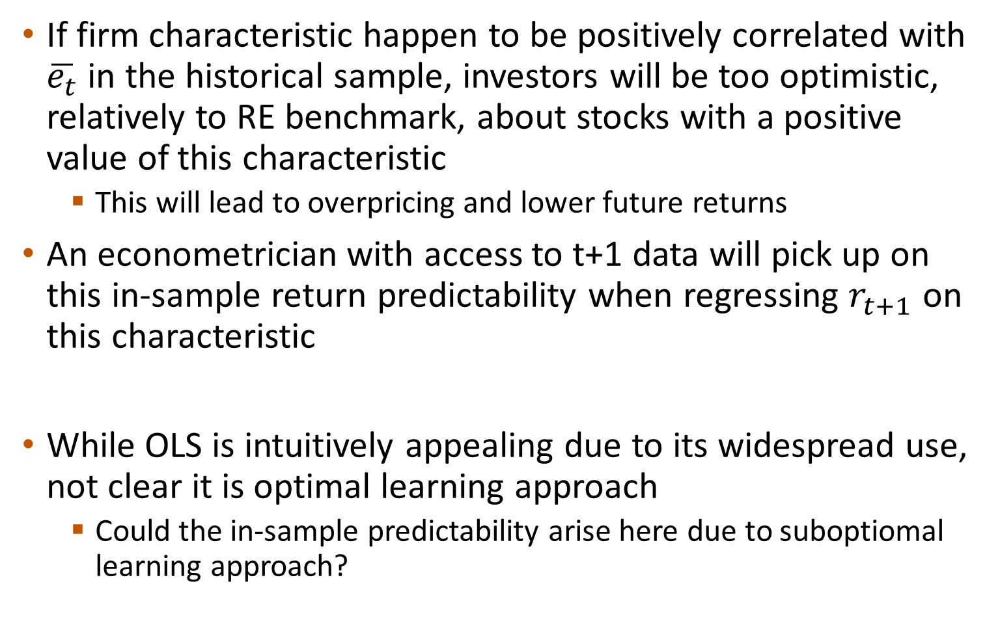 • If firm characteristic happen to be positively correlated with
$\overline{e_t}$ in the historical sample, investors will be too optimistic,
relatively to RE benchmark, about stocks with a positive
value of this characteristic
▪ This will lead to overpricing and lower future returns
• An econometrician with access to t+1 data will pick up on
this in-sample return predictability when regressing $r_{t+1}$ on
this characteristic
• While OLS is intuitively appealing due to its widespread use,
not clear it is optimal learning approach
▪ Could the in-sample predictability arise here due to suboptiomal
learning approach?